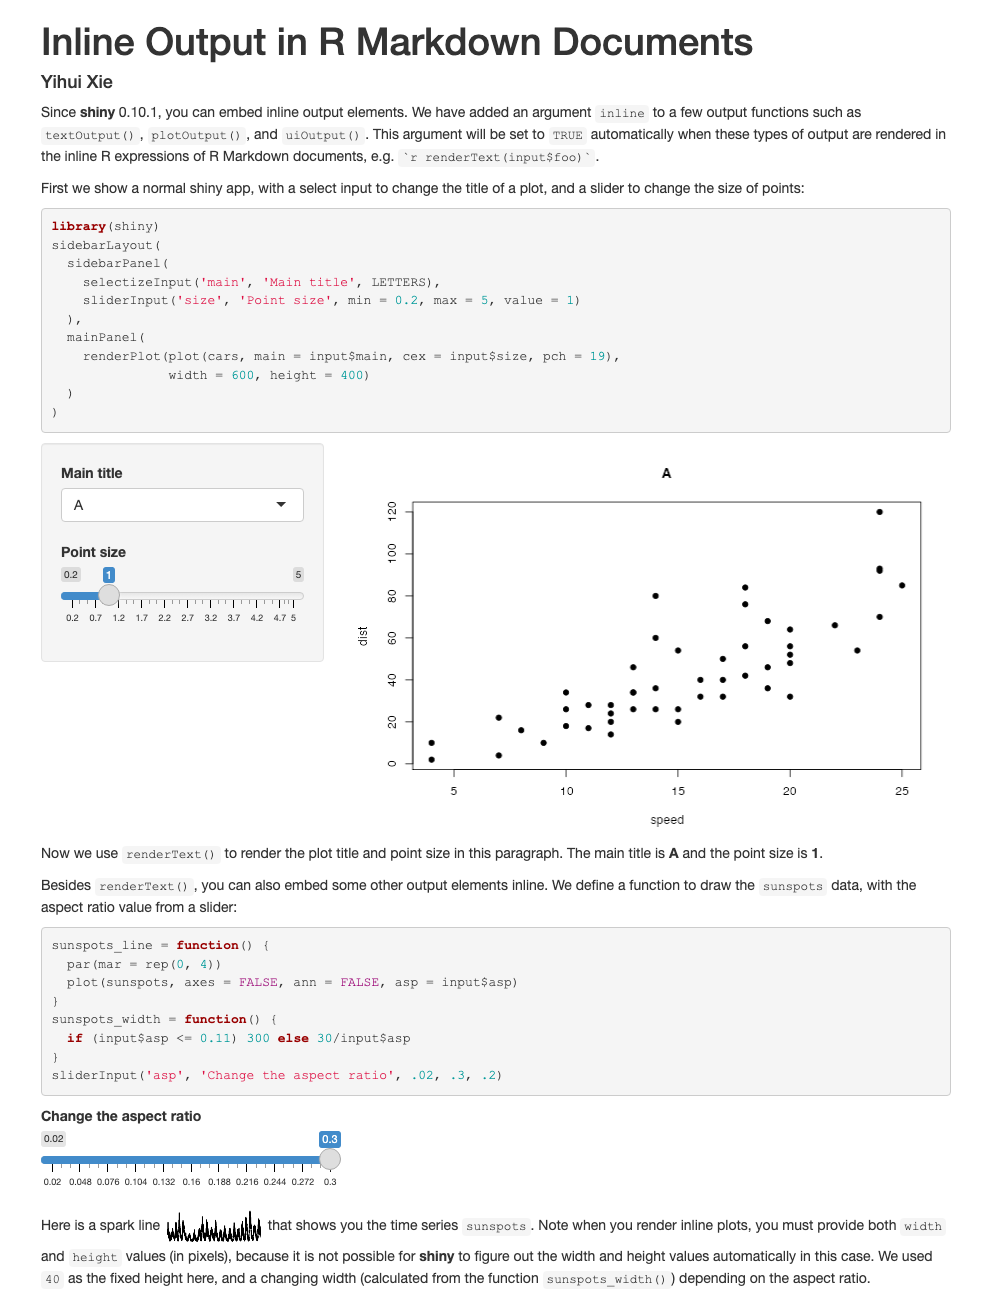 Inline Output in R Markdown Documents
Yihui Xie
Since shiny 0.10.1, you can embed inline output elements. We have added an argument inline to a few output functions such as
textOutput() , plotOutput() , and uiOutput() . This argument will be set to TRUE automatically when these types of output are rendered in
the inline R expressions of R Markdown documents, e.g. `r renderText(input$foo)` .
First we show a normal shiny app, with a select input to change the title of a plot, and a slider to change the size of points:
library(shiny)
sidebarLayout(
  sidebarPanel(
    selectizeInput('main', 'Main title', LETTERS),
    sliderInput('size', 'Point size', min = 0.2, max = 5, value = 1)
  ),
  mainPanel(
    renderPlot(plot(cars, main = input$main, cex = input$size, pch = 19),
               width = 600, height = 400)
  )
)
Main title
A
Point size
0.2 1 5
0.2 0.7 1.2 1.7 2.2 2.7 3.2 3.7 4.2 4.7 5
A
120
100
80
60
40
20
0
dist
5 10 15 20 25
speed
Now we use renderText() to render the plot title and point size in this paragraph. The main title is A and the point size is 1.
Besides renderText() , you can also embed some other output elements inline. We define a function to draw the sunspots data, with the
aspect ratio value from a slider:
sunspots_line = function() {
  par(mar = rep(0, 4))
  plot(sunspots, axes = FALSE, ann = FALSE, asp = input$asp)
}
sunspots_width = function() {
  if (input$asp <= 0.11) 300 else 30/input$asp
}
sliderInput('asp', 'Change the aspect ratio', .02, .3, .2)
Change the aspect ratio
0.02 0.3
0.02 0.048 0.076 0.104 0.132 0.16 0.188 0.216 0.244 0.272 0.3
Here is a spark line that shows you the time series sunspots . Note when you render inline plots, you must provide both width
and height values (in pixels), because it is not possible for shiny to figure out the width and height values automatically in this case. We used
40 as the fixed height here, and a changing width (calculated from the function sunspots_width() ) depending on the aspect ratio.